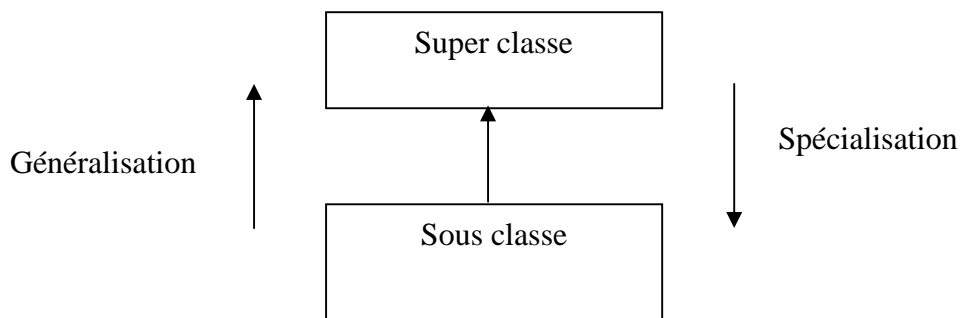 Super classe
Généralisation
Spécialisation
Sous classe